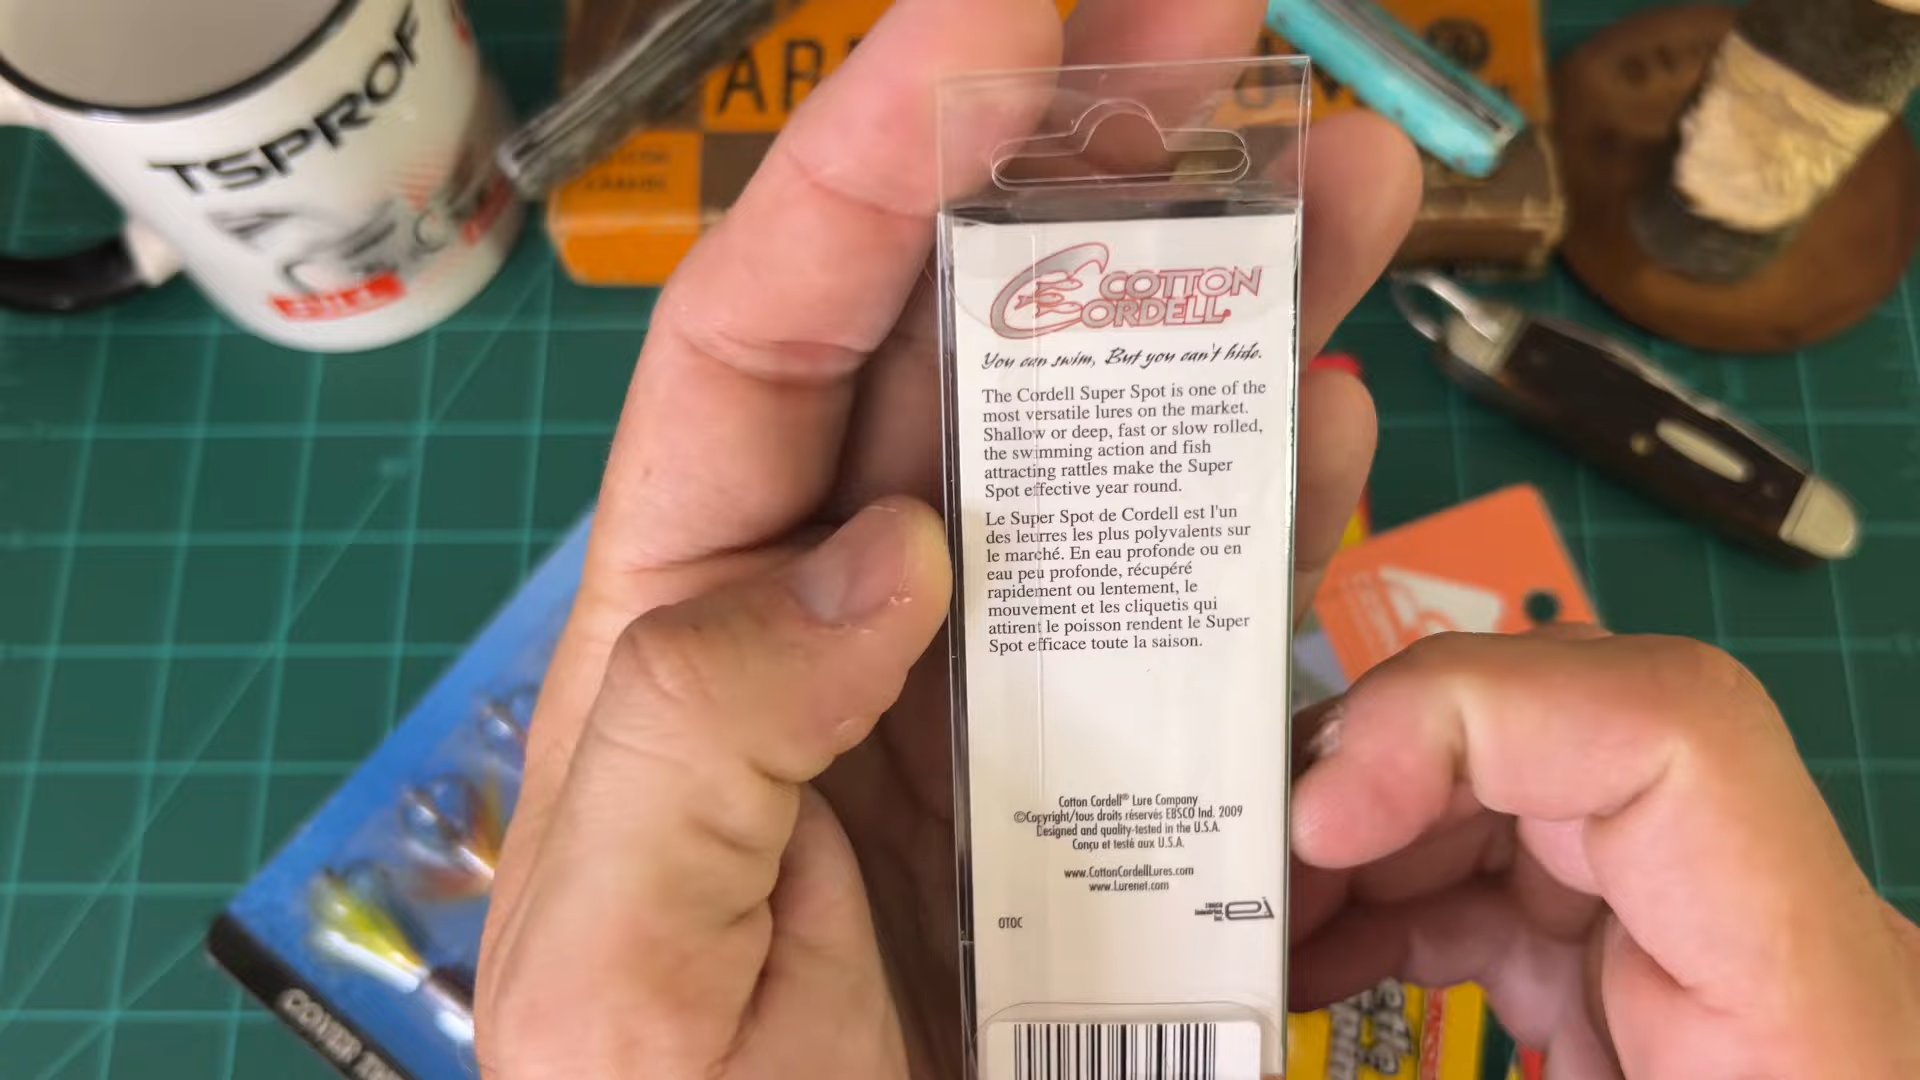 TSPROF
COTTON
CORDELL
You can swim, But you can't hide.
The Cordell Super Spot is one of the
most versatile lures on the market.
Shallow or deep, fast or slow rolled,
the swimming action and fish
attracting rattles make the Super
Spot effective year round.
Le Super Spot de Cordell est l'un
des leurres les plus polyvalents sur
le marché. En eau profonde ou en
eau peu profonde, récupéré
rapidement ou lentement, le
mouvement et les cliquetis qui
attirent le poisson rendent le Super
Spot efficace toute la saison.
Cotton Cordell® Lure Company
©Copyright/tous droits réservés EBSCO Ind. 2009
Designed and quality-tested in the U.S.A.
Conçu et testé aux U.S.A.
www.CottonCordellLures.com
www.Lurenet.com
OTOC